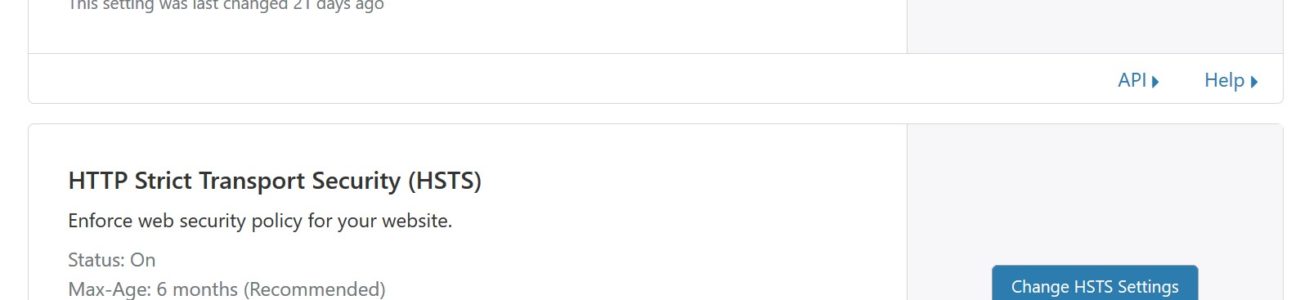 This setting was last changed 21 days ago
API
Help
HTTP Strict Transport Security (HSTS)
Enforce web security policy for your website.
Status: On
Max-Age: 6 months (Recommended)
Change HSTS Settings